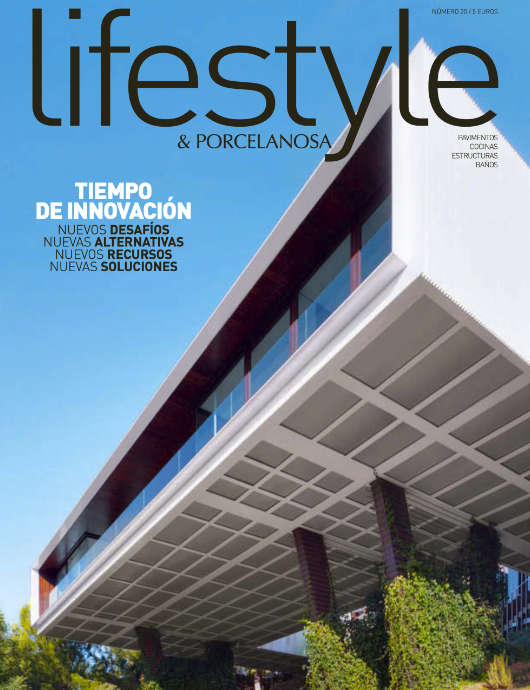 NÚMERO 20 / 5 EUROS
lifestyle
& PORCELANOSA
PAVIMENTOS
COCINAS
ESTRUCTURAS
BAÑOS
TIEMPO
DE INNOVACIÓN
NUEVOS DESAFÍOS
NUEVAS ALTERNATIVAS
NUEVOS RECURSOS
NUEVAS SOLUCIONES